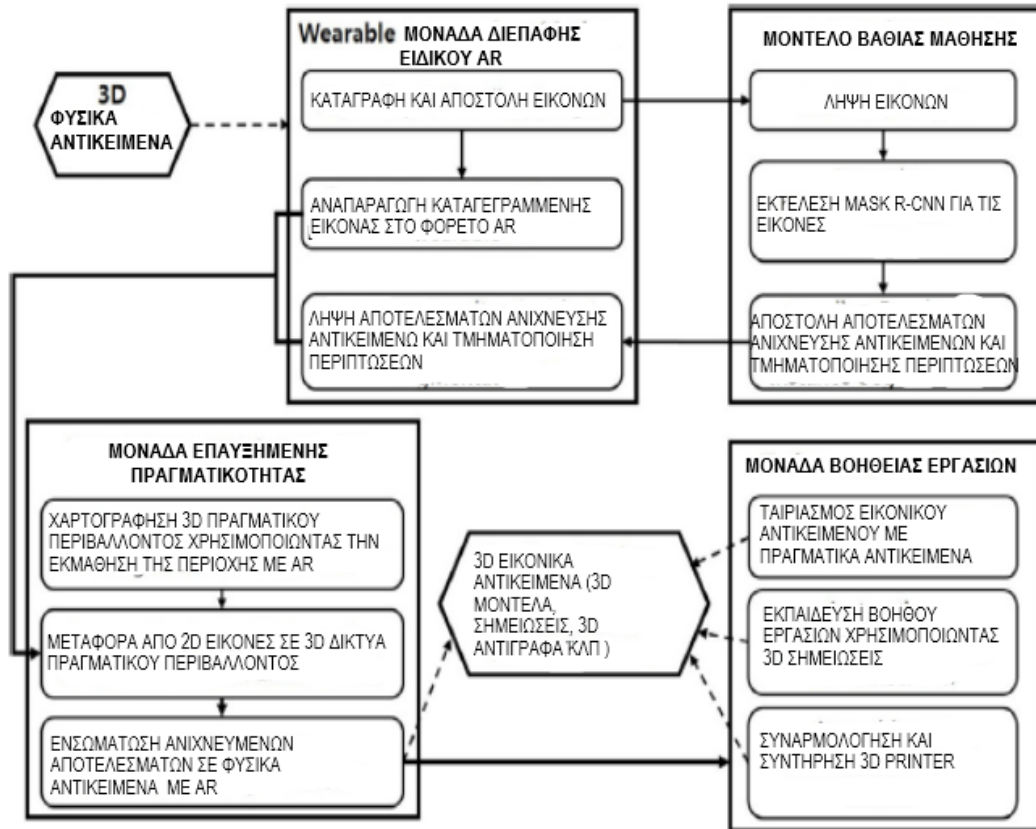 3D
ΦΥΣΙΚΑ
ΑΝΤΙΚΕΙΜΕΝΑ
Wearable ΜΟΝΑΔΑ ΔΙΕΠΑΦΗΣ
ΕΙΔΙΚΟΥ AR
ΚΑΤΑΓΡΑΦΗ ΚΑΙ ΑΠΟΣΤΟΛΗ ΕΙΚΟΝΩΝ
ΑΝΑΠΑΡΑΓΩΓΗ ΚΑΤΑΓΕΓΡΑΜΜΕΝΗΣ
ΕΙΚΟΝΑΣ ΣΤΟ ΦΟΡΕΤΟ AR
ΛΗΨΗ ΑΠΟΤΕΛΕΣΜΑΤΩΝ ΑΝΙΧΝΕΥΣΗΣ
ΑΝΤΙΚΕΙΜΕΝΩ ΚΑΙ ΤΜΗΜΑΤΟΠΟΙΗΣΗ
ΠΕΡΙΠΤΩΣΕΩΝ
ΜΟΝΤΕΛΟ ΒΑΘΙΑΣ ΜΑΘΗΣΗΣ
ΛΗΨΗ ΕΙΚΟΝΩΝ
ΕΚΤΕΛΕΣΗ MASK R-CNN ΓΙΑ ΤΙΣ
ΕΙΚΟΝΕΣ
ΑΠΟΣΤΟΛΗ ΑΠΟΤΕΛΕΣΜΑΤΩΝ
ΑΝΙΧΝΕΥΣΗΣ ΑΝΤΙΚΕΙΜΕΝΩΝ ΚΑΙ
ΤΜΗΜΑΤΟΠΟΙΗΣΗΣ ΠΕΡΙΠΤΩΣΕΩΝ
ΜΟΝΑΔΑ ΕΠΑΥΞΗΜΕΝΗΣ
ΠΡΑΓΜΑΤΙΚΟΤΗΤΑΣ
ΧΑΡΤΟΓΡΑΦΗΣΗ 3D ΠΡΑΓΜΑΤΙΚΟΥ
ΠΕΡΙΒΑΛΛΟΝΤΟΣ ΧΡΗΣΙΜΟΠΟΙΩΝΤΑΣ ΤΗΝ
ΕΚΜΑΘΗΣΗ ΤΗΣ ΠΕΡΙΟΧΗΣ ΜΕ AR
ΜΕΤΑΦΟΡΑ ΑΠΟ 2D ΕΙΚΟΝΕΣ ΣΕ 3D ΔΙΚΤΥΑ
ΠΡΑΓΜΑΤΙΚΟΥ ΠΕΡΙΒΑΛΛΟΝΤΟΣ
ΕΝΣΩΜΑΤΩΣΗ ΑΝΙΧΝΕΥΜΕΝΩΝ
ΑΠΟΤΕΛΕΣΜΑΤΩΝ ΣΕ ΦΥΣΙΚΑ
ΑΝΤΙΚΕΙΜΕΝΑ ΜΕ AR
3D ΕΙΚΟΝΙΚΑ
ΑΝΤΙΚΕΙΜΕΝΑ (3D
ΜΟΝΤΕΛΑ,
ΣΗΜΕΙΩΣΕΙΣ, 3D
ΑΝΤΙΓΡΑΦΑ ΚΛΠ )
ΜΟΝΑΔΑ ΒΟΗΘΕΙΑΣ ΕΡΓΑΣΙΩΝ
ΤΑΙΡΙΑΣΜΟΣ ΕΙΚΟΝΙΚΟΥ
ΑΝΤΙΚΕΙΜΕΝΟΥ ΜΕ
ΠΡΑΓΜΑΤΙΚΑ ΑΝΤΙΚΕΙΜΕΝΑ
ΕΚΠΑΙΔΕΥΣΗ ΒΟΗΘΟΥ
ΕΡΓΑΣΙΩΝ ΧΡΗΣΙΜΟΠΟΙΩΝΤΑΣ
3D ΣΗΜΕΙΩΣΕΙΣ
ΣΥΝΑΡΜΟΛΟΓΗΣΗ ΚΑΙ
ΣΥΝΤΗΡΗΣΗ 3D PRINTER